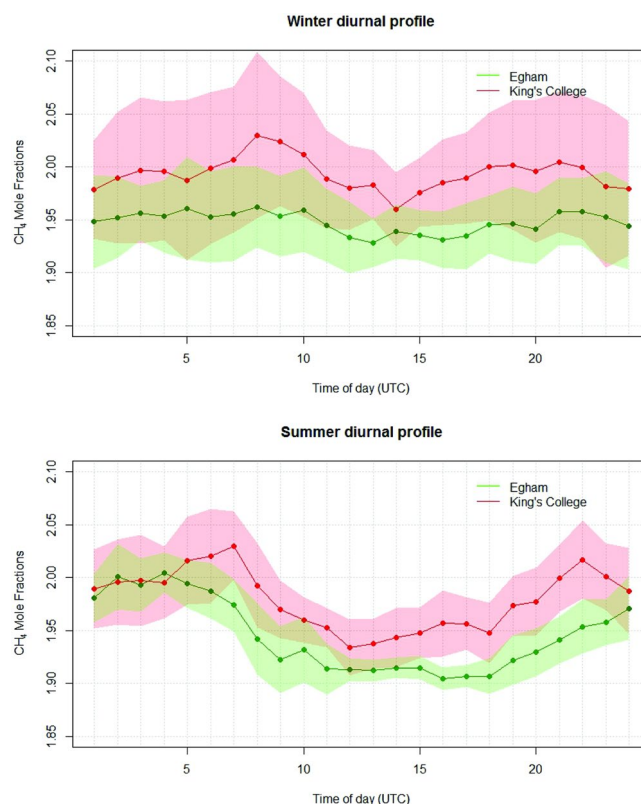 Winter diurnal profile
Egham
King's College
CH₄ Mole Fractions
2.10
2.05
2.00
1.95
1.90
1.85
5
10
15
20
Time of day (UTC)
Summer diurnal profile
Egham
King's College
CH₄ Mole Fractions
2.10
2.05
2.00
1.95
1.90
1.85
5
10
15
20
Time of day (UTC)